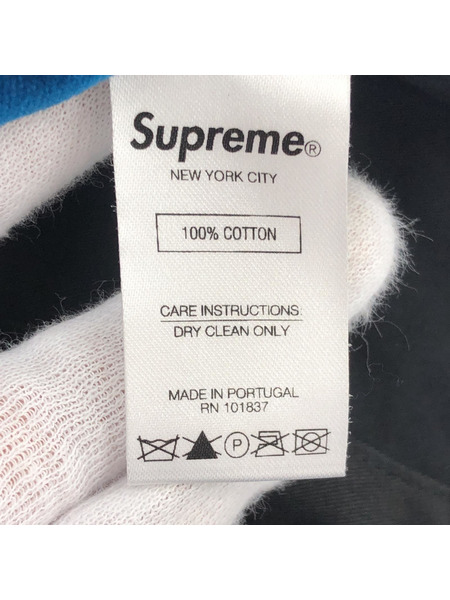 Supreme®
NEW YORK CITY
100% COTTON
CARE INSTRUCTIONS
DRY CLEAN ONLY
MADE IN PORTUGAL
RN 101837
P